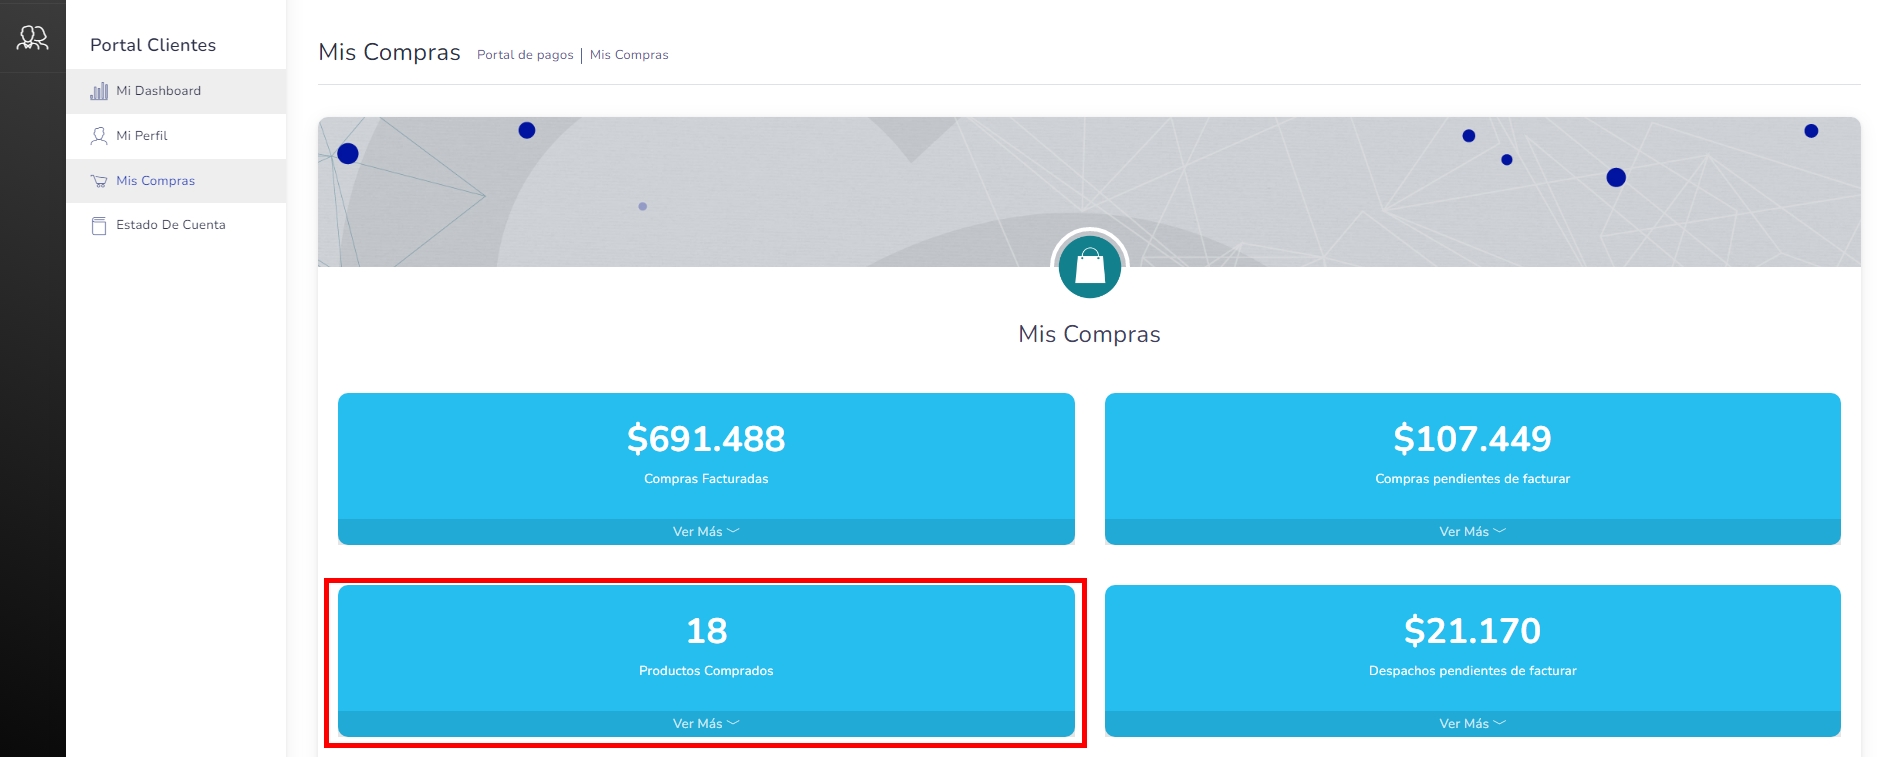 Portal Clientes
Mi Dashboard
Mi Perfil
Mis Compras
Estado De Cuenta
Mis Compras Portal de pagos | Mis Compras
Mis Compras
$691.488
Compras Facturadas
Ver Más
$107.449
Compras pendientes de facturar
Ver Más
18
Productos Comprados
Ver Más
$21.170
Despachos pendientes de facturar
Ver Más